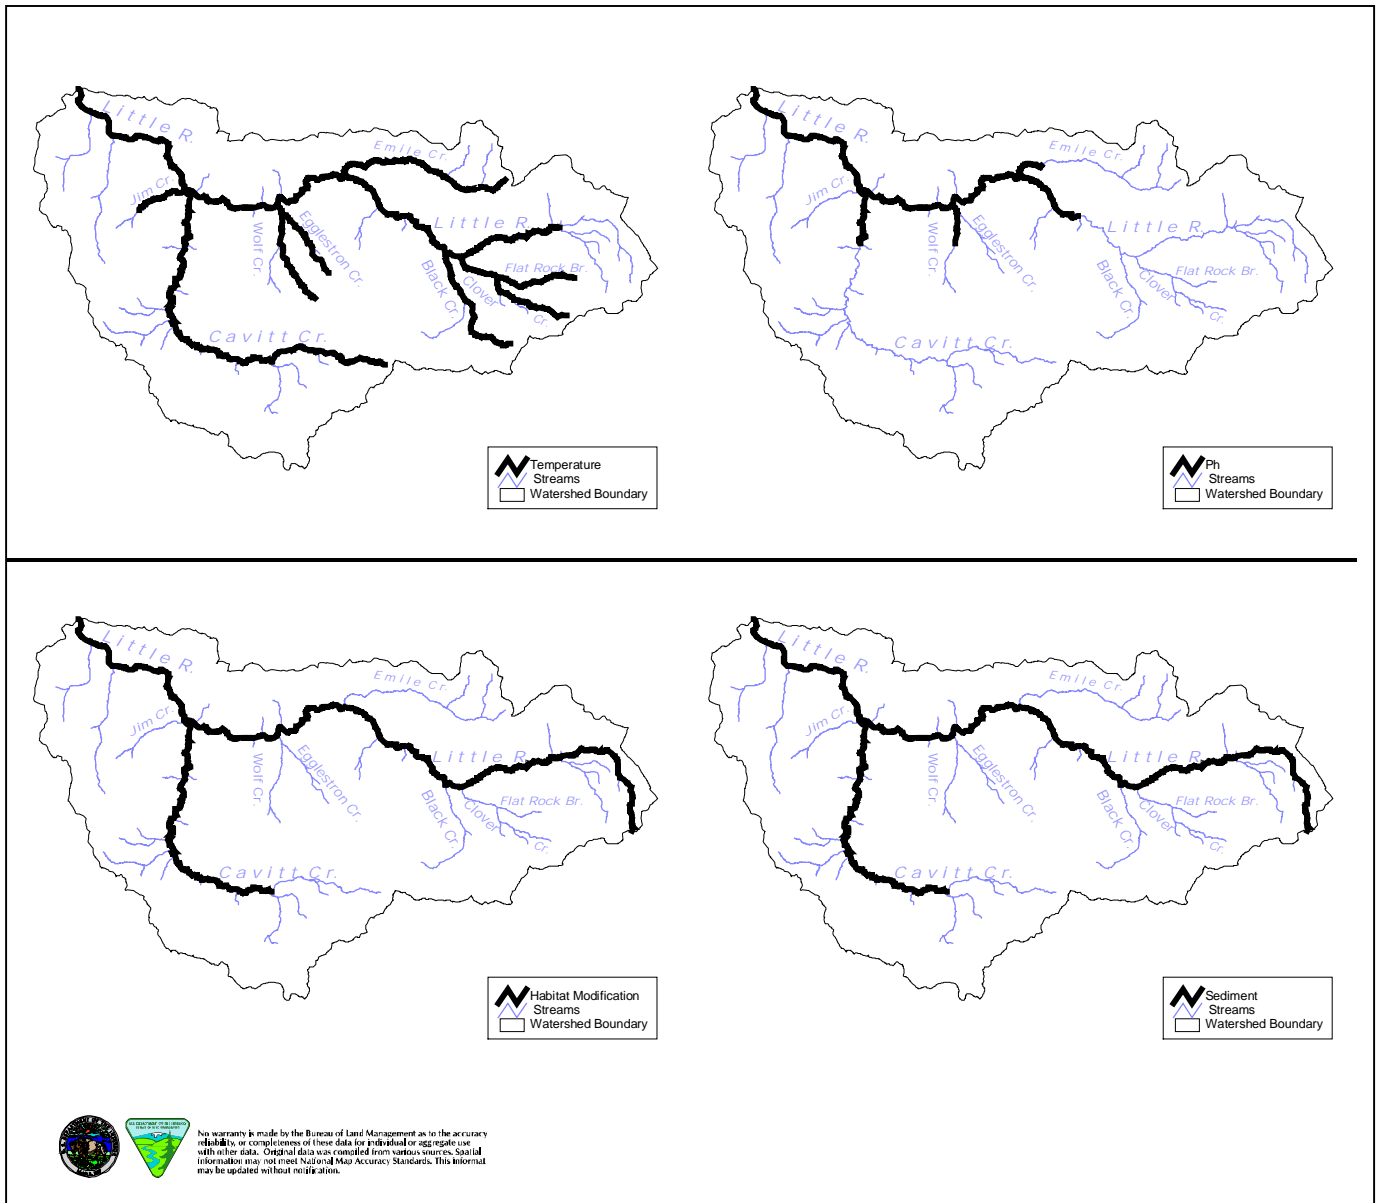 Little R.
Emile Cr.
Jim Cr.
Wolf Cr.
Egglestron Cr.
Little R.
Flat Rock Br.
Black Cr.
Clover Cr.
Cavitt Cr.
Temperature
Streams
Watershed Boundary
Little R.
Emile Cr.
Jim Cr.
Wolf Cr.
Egglestron Cr.
Little R.
Flat Rock Br.
Black Cr.
Clover Cr.
Cavitt Cr.
Ph
Streams
Watershed Boundary
Little R.
Emile Cr.
Jim Cr.
Wolf Cr.
Egglestron Cr.
Little R.
Flat Rock Br.
Black Cr.
Clover Cr.
Cavitt Cr.
Habitat Modification
Streams
Watershed Boundary
Little R.
Emile Cr.
Jim Cr.
Wolf Cr.
Egglestron Cr.
Little R.
Flat Rock Br.
Black Cr.
Clover Cr.
Cavitt Cr.
Sediment
Streams
Watershed Boundary
No warranty is made by the Bureau of Land Management as to the accuracy
reliability, or completeness of these data for individual or aggregate use
with other data. Original data was compiled from various sources. Spatial
information may not meet National Map Accuracy Standards. This informat
may be updated without notification.